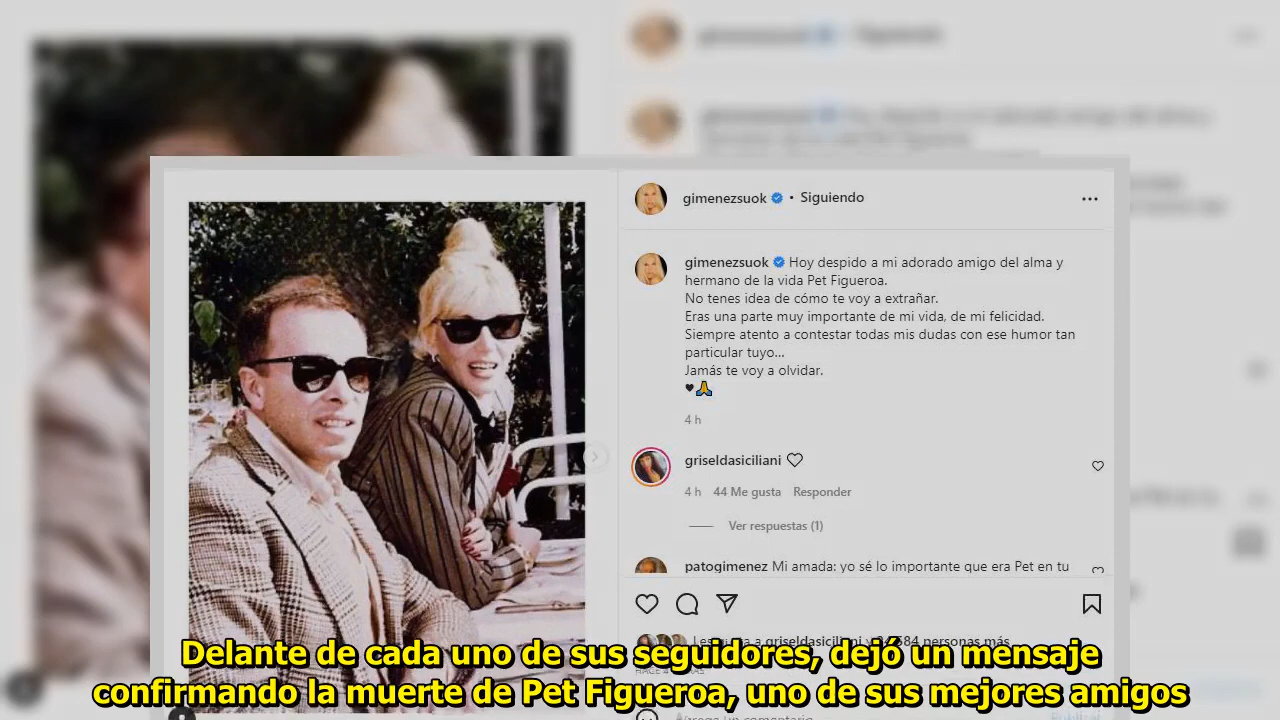 gimenezsuok • Siguiendo
gimenezsuok Hoy despido a mi adorado amigo del alma y
hermano de la vida Pet Figueroa.
No tenes idea de cómo te voy a extrañar.
Eras una parte muy importante de mi vida, de mi felicidad.
Siempre atento a contestar todas mis dudas con ese humor tan
particular tuyo...
Jamás te voy a olvidar.
🖤🙏
4 h
griseldasiciliani 🤍
4 h 44 Me gusta Responder
Ver respuestas (1)
patogimenez Mi amada: yo sé lo importante que era Pet en tu
griseldasiciliani personas más
Delante de cada uno de sus seguidores, dejó un mensaje
confirmando la muerte de Pet Figueroa, uno de sus mejores amigos